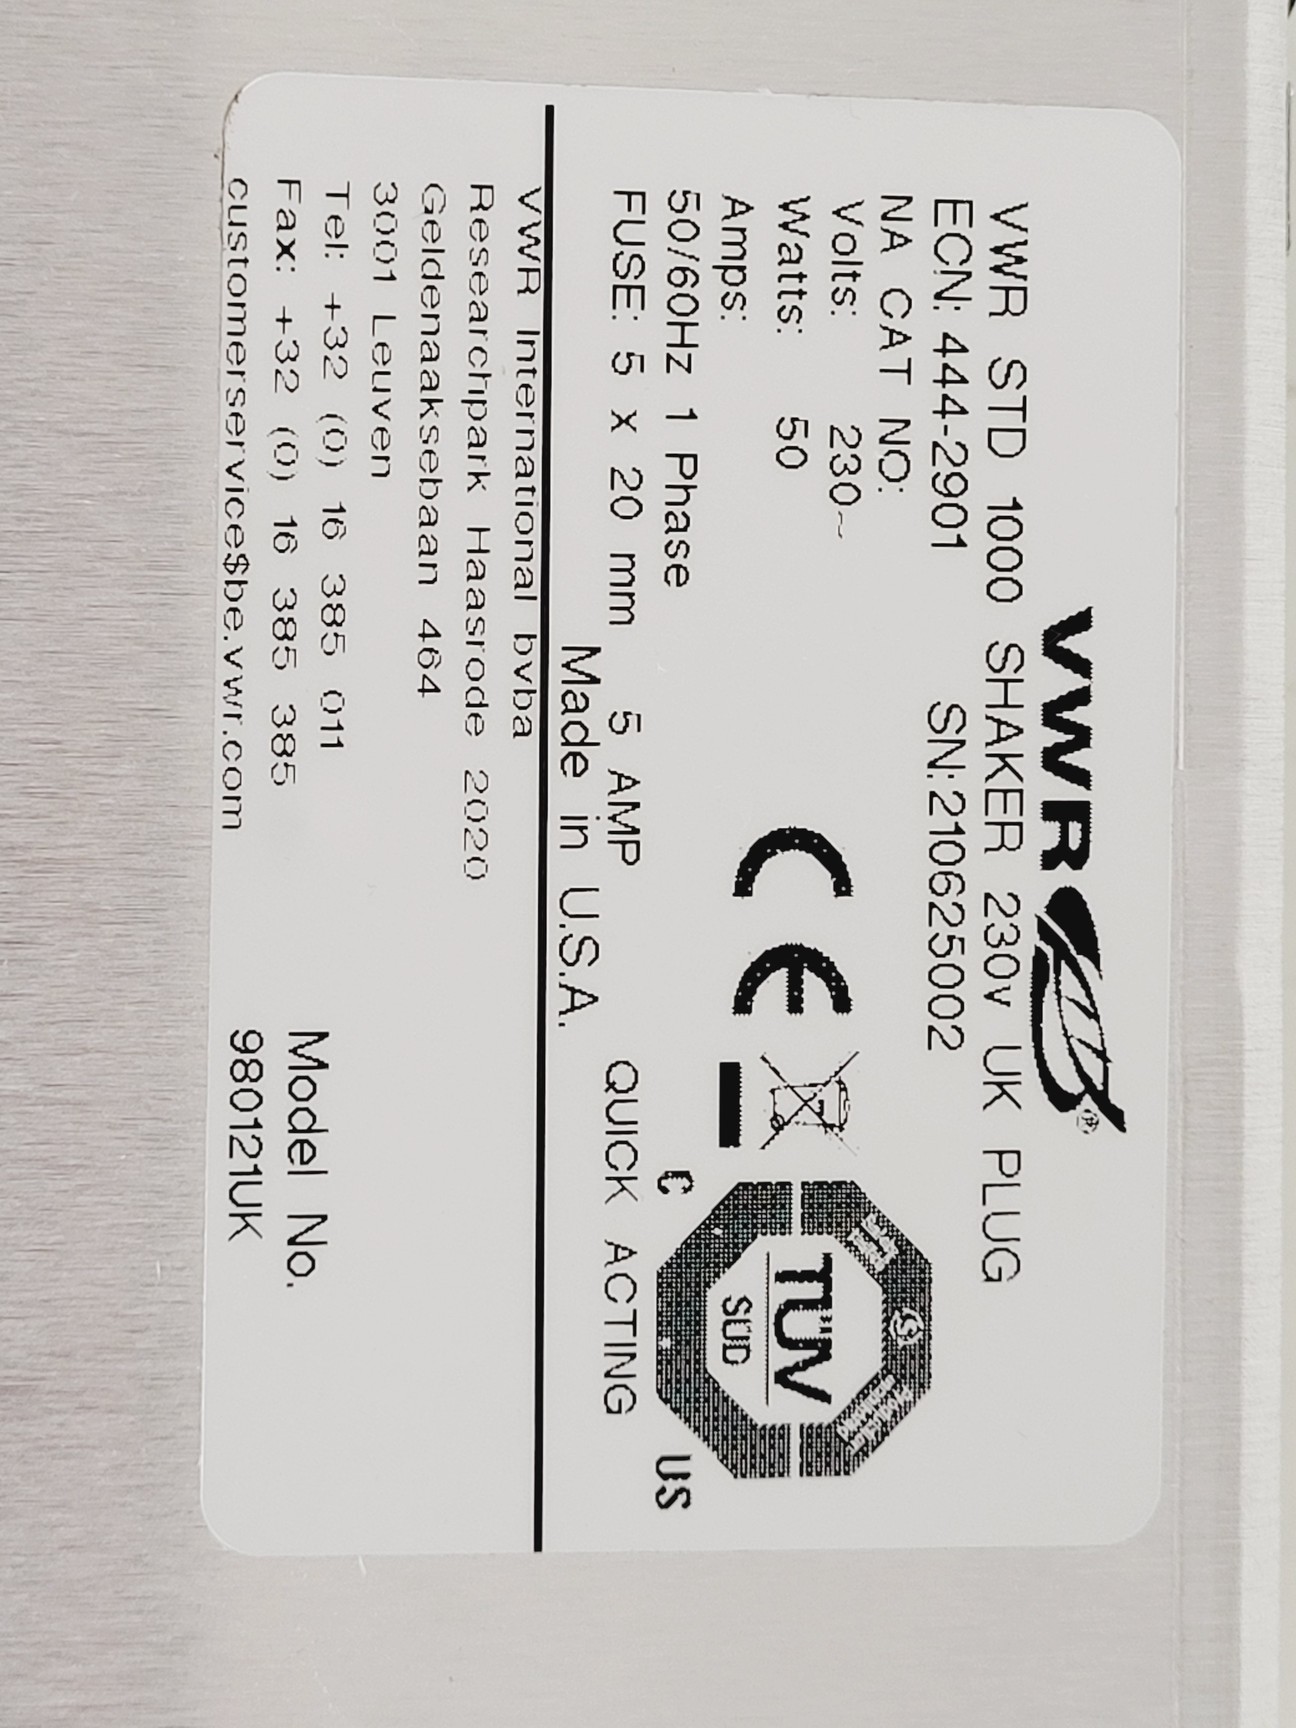 VWR®
VWR STD 1000 SHAKER 230v UK PLUG
ECN: 444-2901 SN:210625002
NA CAT NO:
Volts: 230~
Watts: 50
Amps:
50/60Hz 1 Phase
FUSE: 5 x 20 mm 5 AMP QUICK ACTING
Made in U.S.A.
CE
TÜV
SÜD
C US
VWR International bvba
Researchpark Haasrode 2020
Geldenaaksebaan 464
3001 Leuven
Tel: +32 (0) 16 385 011
Fax: +32 (0) 16 385 385
customerservice$be.vwr.com
Model No.
980121UK